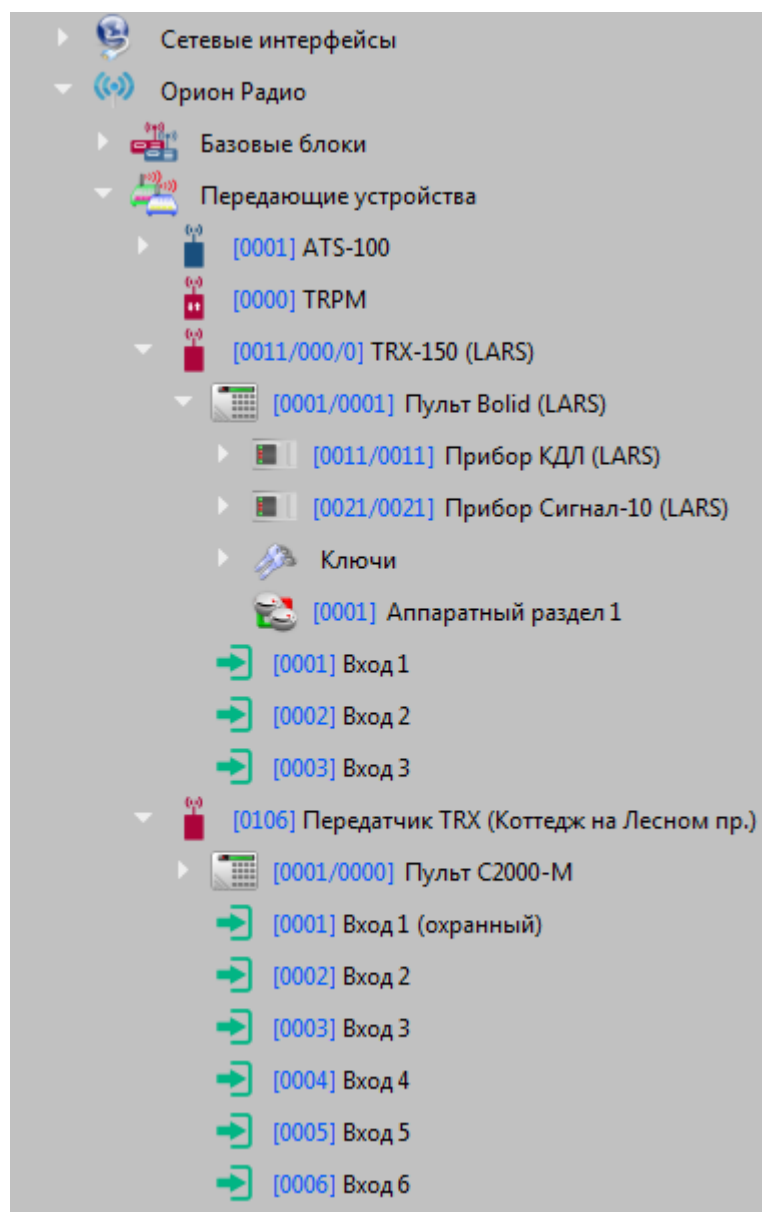 Сетевые интерфейсы
Орион Радио
Базовые блоки
Передающие устройства
[0001] ATS-100
[0000] TRPM
[0011/000/0] TRX-150 (LARS)
[0001/0001] Пульт Bolid (LARS)
[0011/0011] Прибор КДЛ (LARS)
[0021/0021] Прибор Сигнал-10 (LARS)
Ключи
[0001] Аппаратный раздел 1
[0001] Вход 1
[0002] Вход 2
[0003] Вход 3
[0106] Передатчик TRX (Коттедж на Лесном пр.)
[0001/0000] Пульт С2000-М
[0001] Вход 1 (охранный)
[0002] Вход 2
[0003] Вход 3
[0004] Вход 4
[0005] Вход 5
[0006] Вход 6